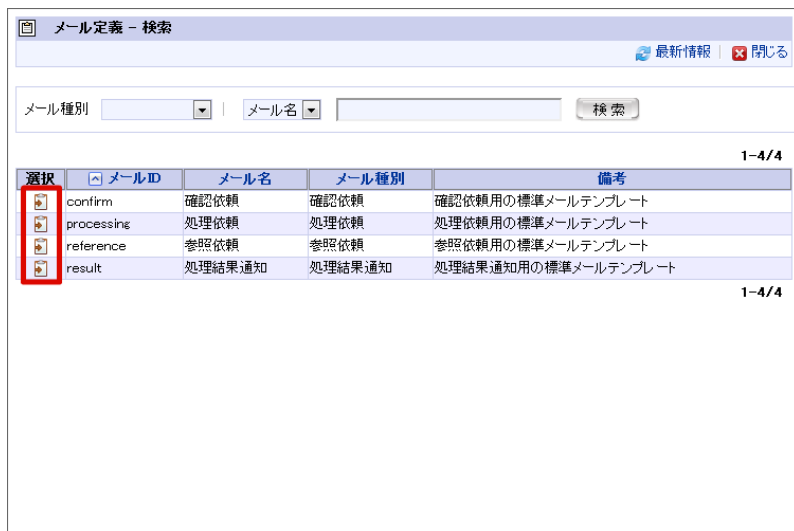 メール定義 - 検索
最新情報 閉じる
メール種別 メール名 検索
1-4/4
選択 メールID メール名 メール種別 備考
confirm 確認依頼 確認依頼 確認依頼用の標準メールテンプレート
processing 処理依頼 処理依頼 処理依頼用の標準メールテンプレート
reference 参照依頼 参照依頼 参照依頼用の標準メールテンプレート
result 処理結果通知 処理結果通知 処理結果通知用の標準メールテンプレート
1-4/4